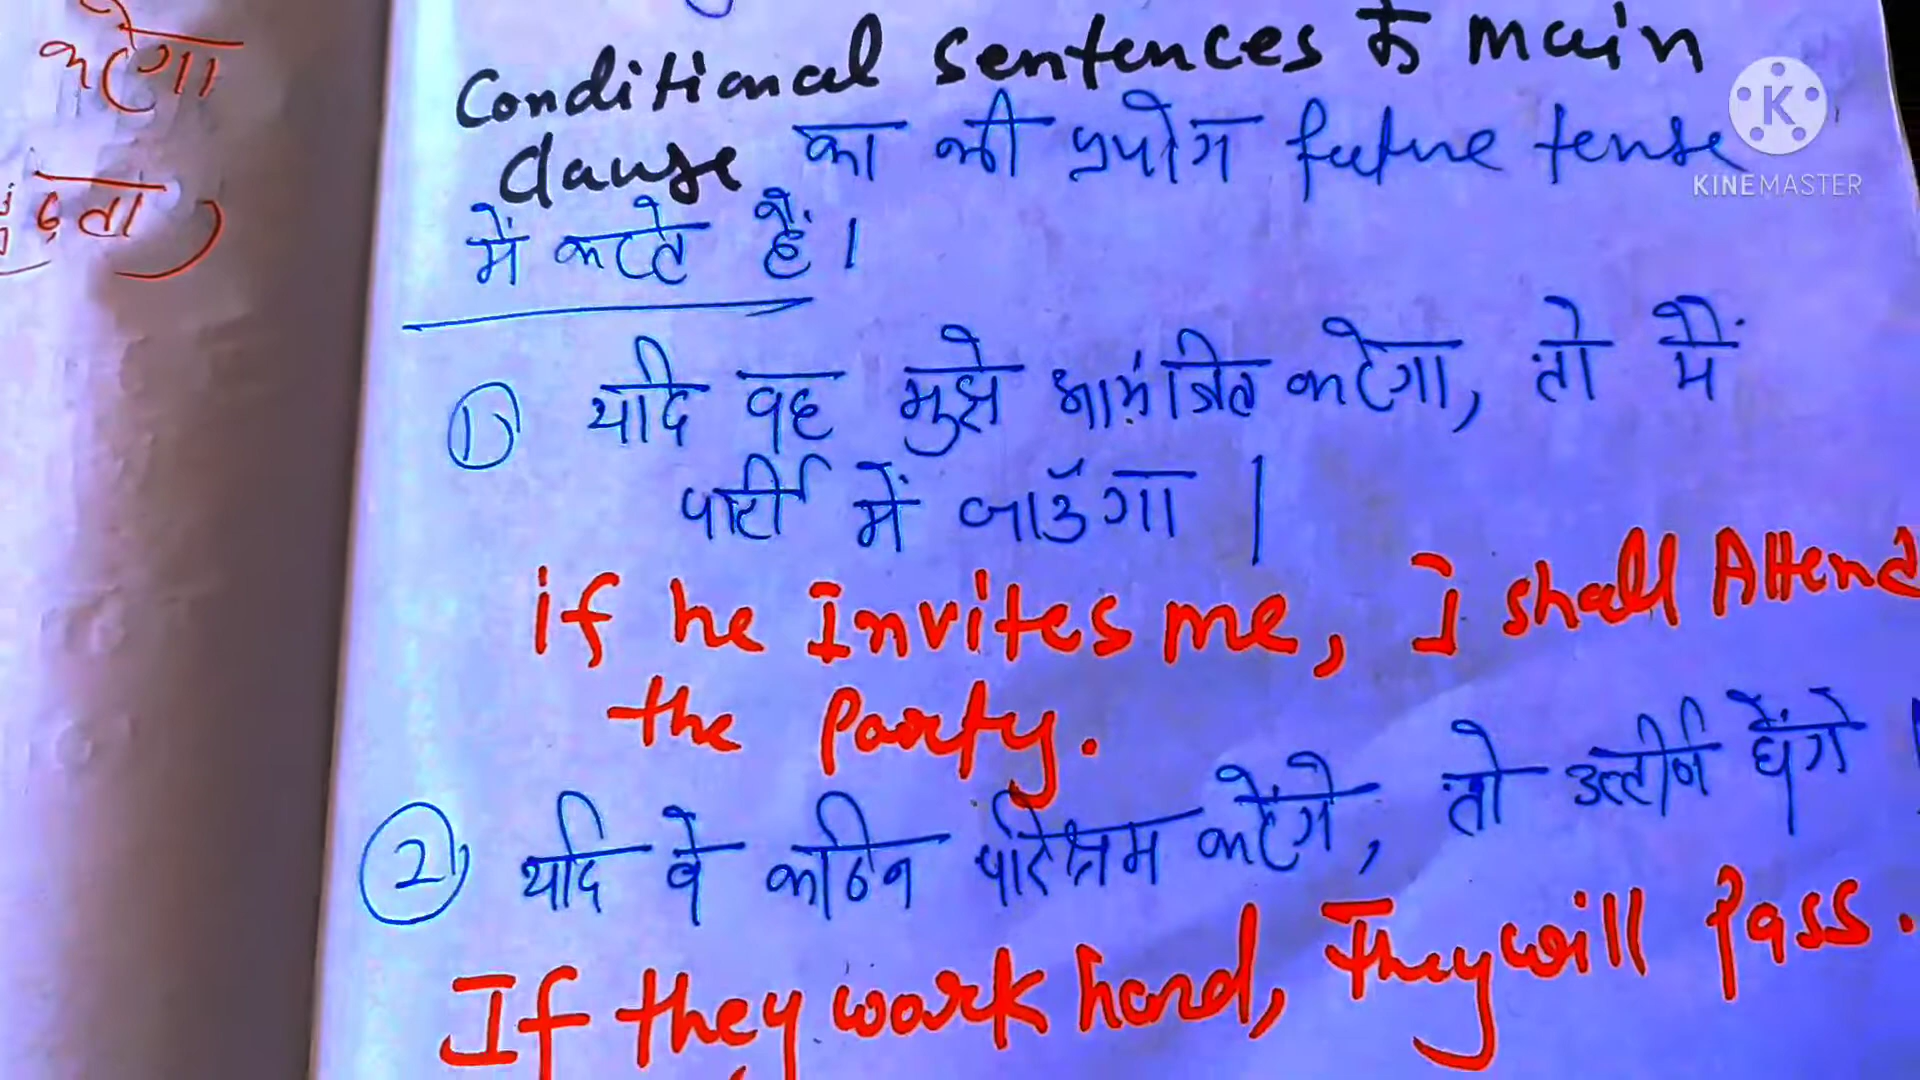 करेगा
ढ़ता )
Conditional sentences के main
clause का भी प्रयोग future tense
में करते हैं।
① यदि वह मुझे आमंत्रित करेगा, तो मैं
पार्टी में जाउँगा |
if he Invites me, I shall Attend
the Party.
② यदि वे कठिन परिश्रम करेंगे, तो उत्तीर्ण होंगे |
If they work hard, They will Pass.
KINEMASTER